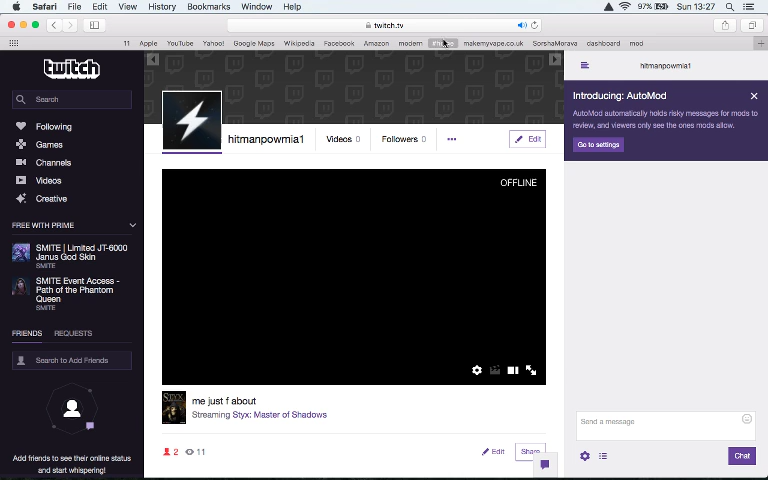 Safari File Edit View History Bookmarks Window Help 97% Sun 13:27
twitch.tv
11 Apple YouTube Yahoo! Google Maps Wikipedia Facebook Amazon modern makemyvape.co.uk SorshaMorava dashboard mod
twitch
Search
Following
Games
Channels
Videos
Creative
FREE WITH PRIME
SMITE | Limited JT-6000
Janus God Skin
SMITE
SMITE Event Access -
Path of the Phantom
Queen
SMITE
FRIENDS REQUESTS
Search to Add Friends
Add friends to see their online status
and start whispering!
hitmanpowmia1 Videos 0 Followers 0 ••• Edit
OFFLINE
STYX
me just f about
Streaming Styx: Master of Shadows
2 11 Edit Share
hitmanpowmia1
Introducing: AutoMod
AutoMod automatically holds risky messages for mods to
review, and viewers only see the ones mods allow.
Go to settings
Send a message
Chat